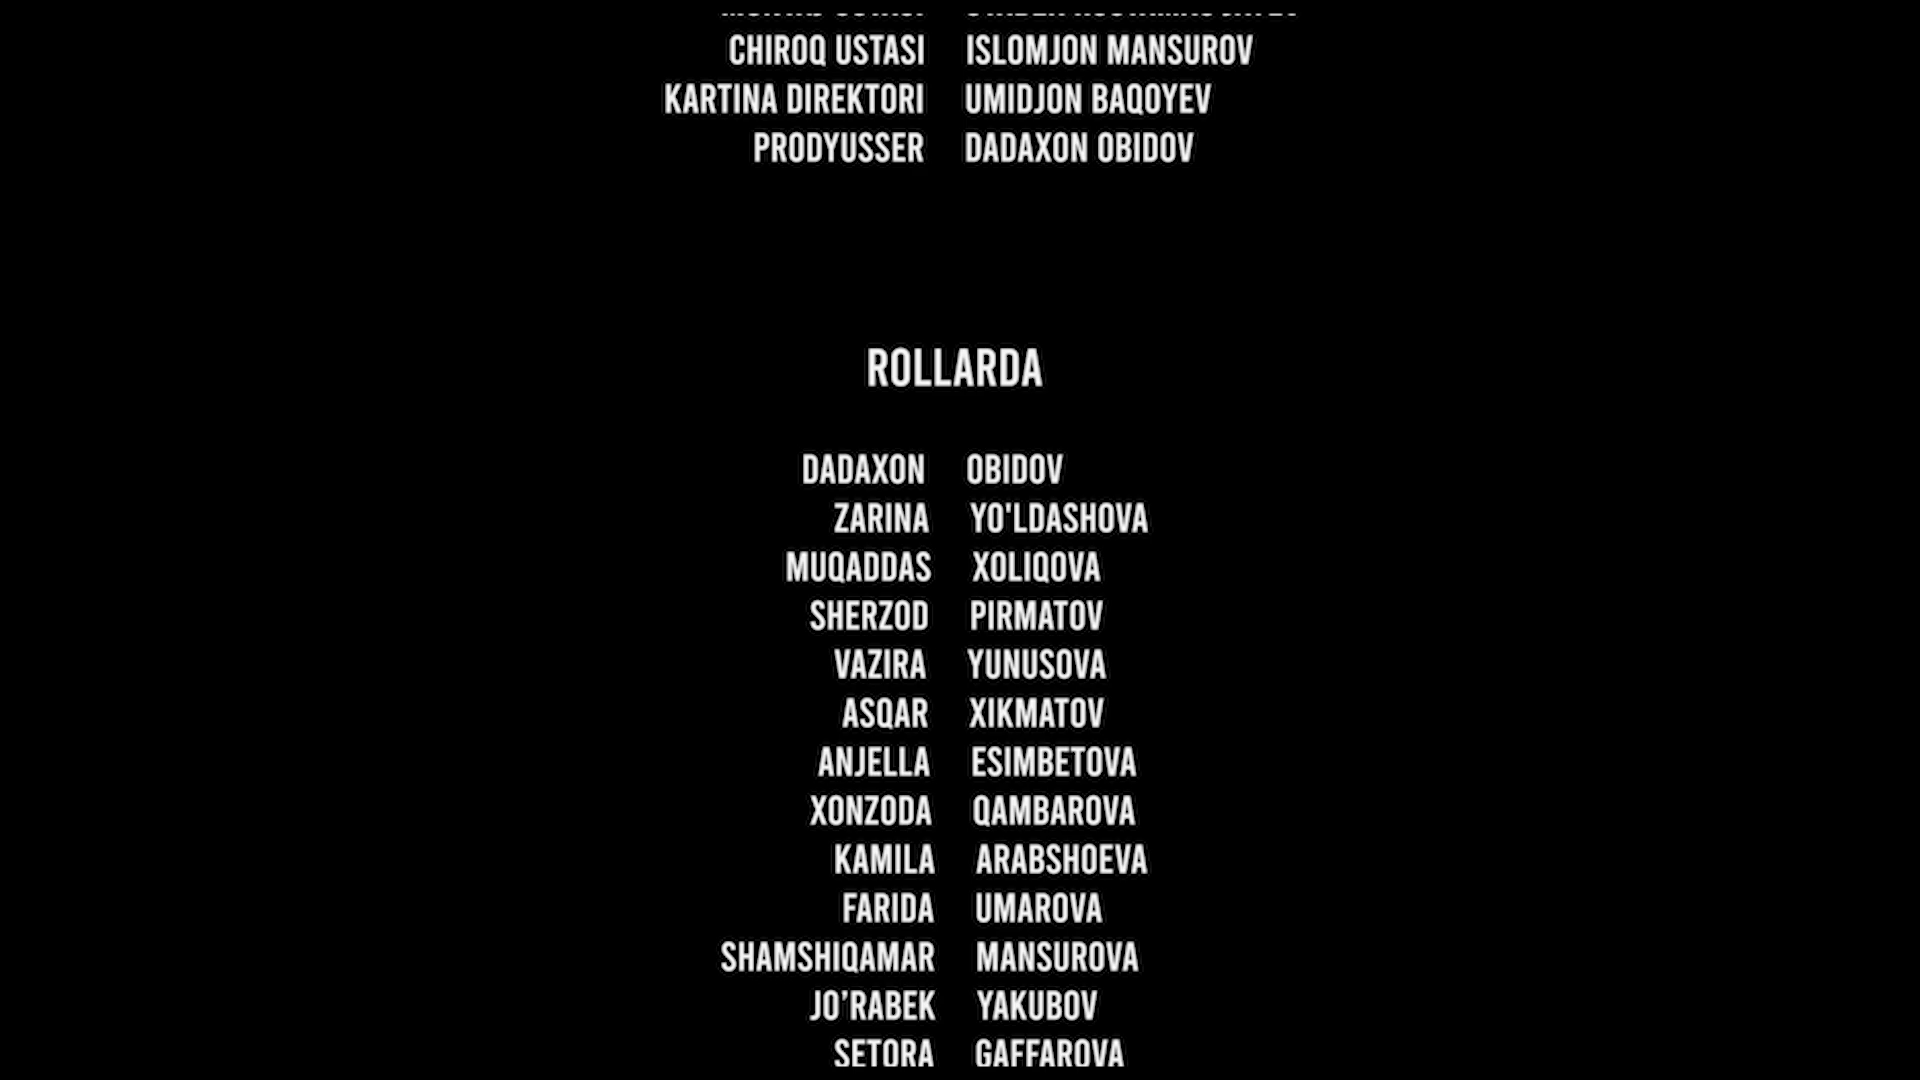 CHIROQ USTASI ISLOMJON MANSUROV
KARTINA DIREKTORI UMIDJON BAQOYEV
PRODYUSSER DADAXON OBIDOV
ROLLARDA
DADAXON OBIDOV
ZARINA YO'LDASHOVA
MUQADDAS XOLIQOVA
SHERZOD PIRMATOV
VAZIRA YUNUSOVA
ASQAR XIKMATOV
ANJELLA ESIMBETOVA
XONZODA QAMBAROVA
KAMILA ARABSHOEVA
FARIDA UMAROVA
SHAMSHIQAMAR MANSUROVA
JO’RABEK YAKUBOV
SETORA GAFFAROVA